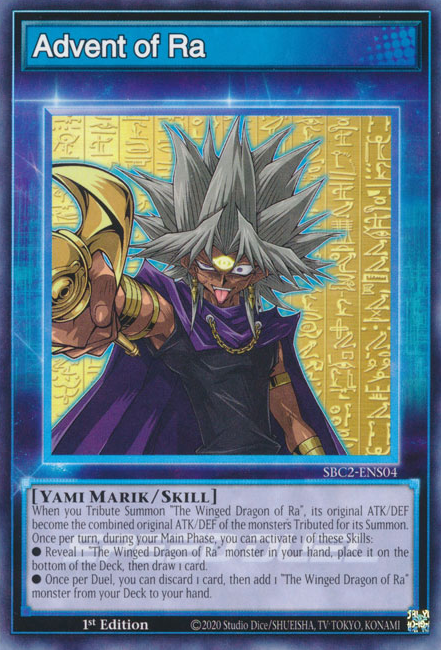 Advent of Ra
SBC2-ENS04
[YAMI MARIK/SKILL]
When you Tribute Summon "The Winged Dragon of Ra", its original ATK/DEF
become the combined original ATK/DEF of the monsters Tributed for its Summon.
Once per turn, during your Main Phase, you can activate 1 of these Skills:
● Reveal 1 "The Winged Dragon of Ra" monster in your hand, place it on the
bottom of the Deck, then draw 1 card.
● Once per Duel, you can discard 1 card, then add 1 "The Winged Dragon of Ra"
monster from your Deck to your hand.
1st Edition
©2020 Studio Dice/SHUEISHA, TV TOKYO, KONAMI